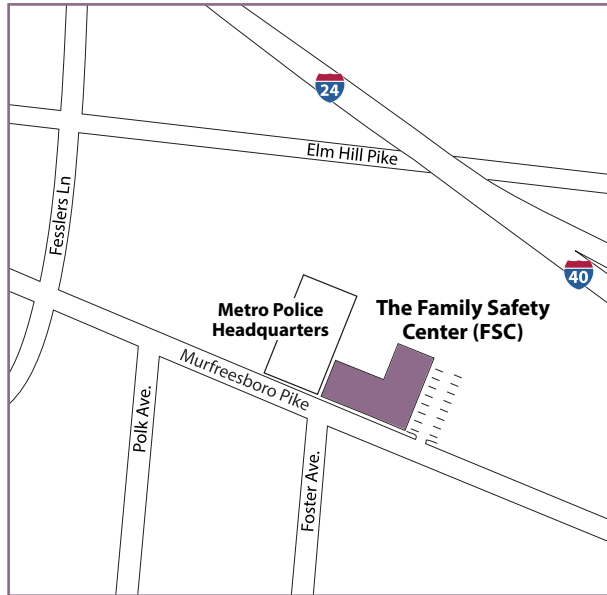 24
Elm Hill Pike
Fesslers Ln
40
Metro Police
Headquarters
The Family Safety
Center (FSC)
Murfreesboro Pike
Polk Ave.
Foster Ave.